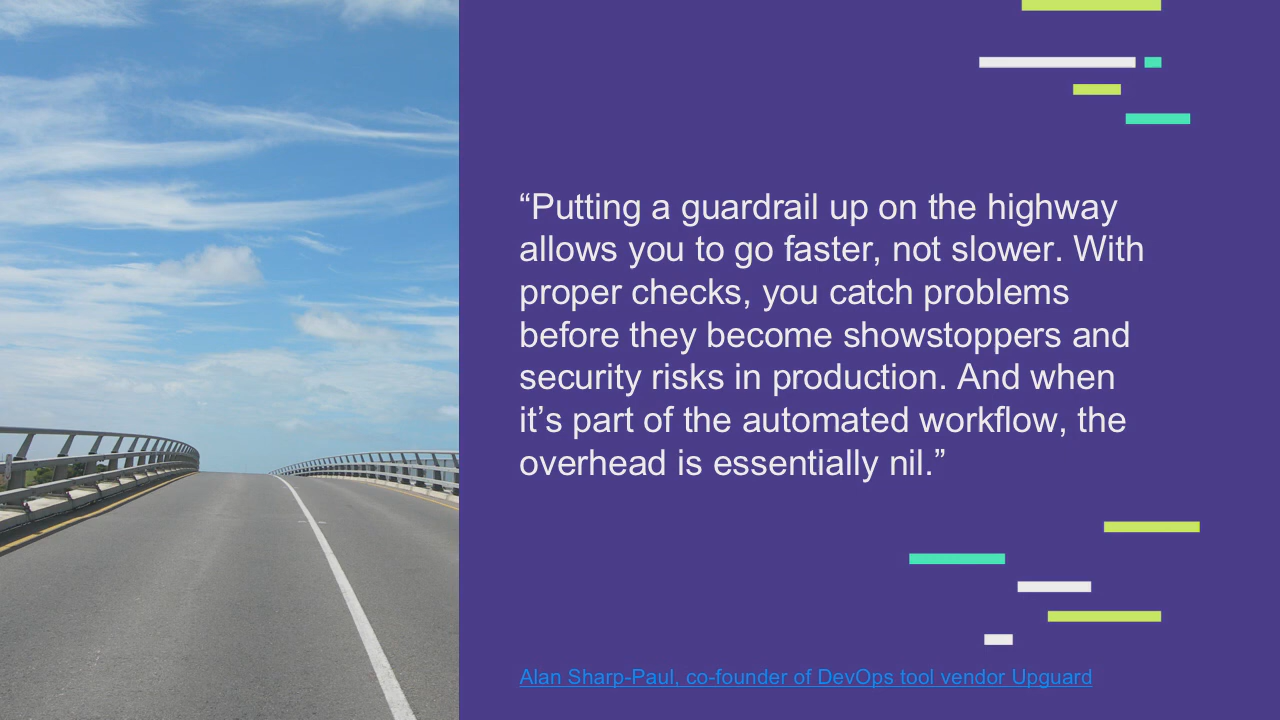 “Putting a guardrail up on the highway
allows you to go faster, not slower. With
proper checks, you catch problems
before they become showstoppers and
security risks in production. And when
it’s part of the automated workflow, the
overhead is essentially nil.”
Alan Sharp-Paul, co-founder of DevOps tool vendor Upguard